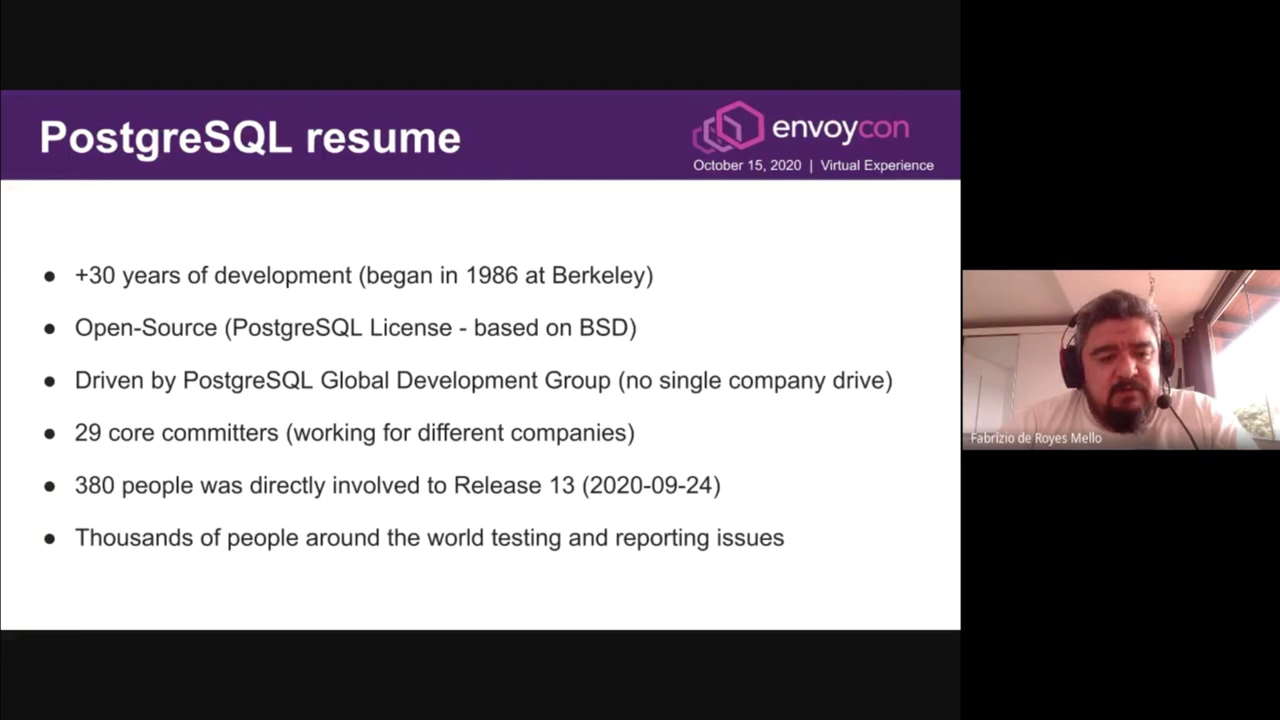 PostgreSQL resume
envoycon
October 15, 2020 | Virtual Experience
● +30 years of development (began in 1986 at Berkeley)
● Open-Source (PostgreSQL License - based on BSD)
● Driven by PostgreSQL Global Development Group (no single company drive)
● 29 core committers (working for different companies)
● 380 people was directly involved to Release 13 (2020-09-24)
● Thousands of people around the world testing and reporting issues
Fabrízio de Royes Mello